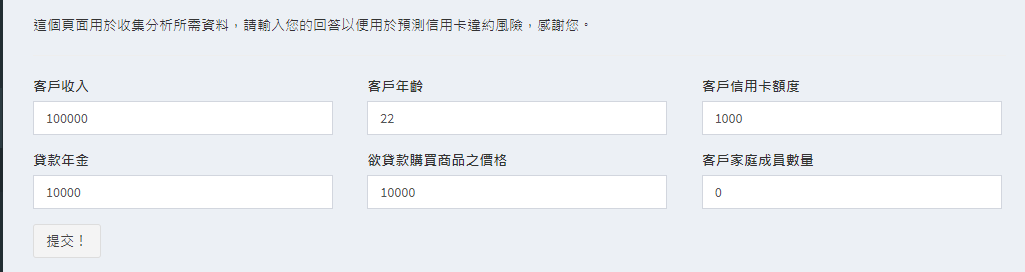 這個頁面用於收集分析所需資料，請輸入您的回答以便用於預測信用卡違約風險，感謝您。
客戶收入 客戶年齡 客戶信用卡額度
100000 22 1000
貸款年金 欲貸款購買商品之價格 客戶家庭成員數量
10000 10000 0
提交！